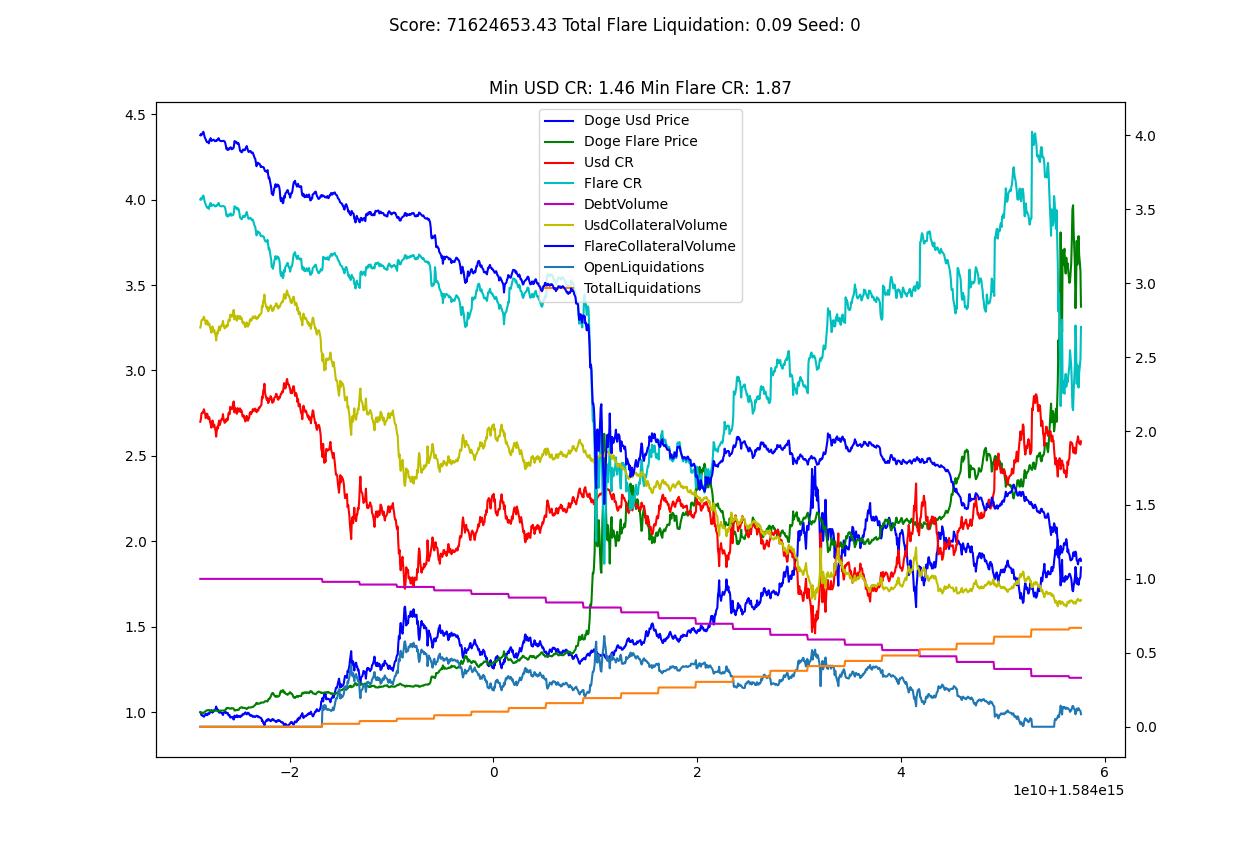 Score: 71624653.43 Total Flare Liquidation: 0.09 Seed: 0
Min USD CR: 1.46 Min Flare CR: 1.87
4.5
4.0
3.5
3.0
2.5
2.0
1.5
1.0
Doge Usd Price
Doge Flare Price
Usd CR
Flare CR
DebtVolume
UsdCollateralVolume
FlareCollateralVolume
OpenLiquidations
TotalLiquidations
4.0
3.5
3.0
2.5
2.0
1.5
1.0
0.5
0.0
−2
0
2
4
6
1e10+1.584e15